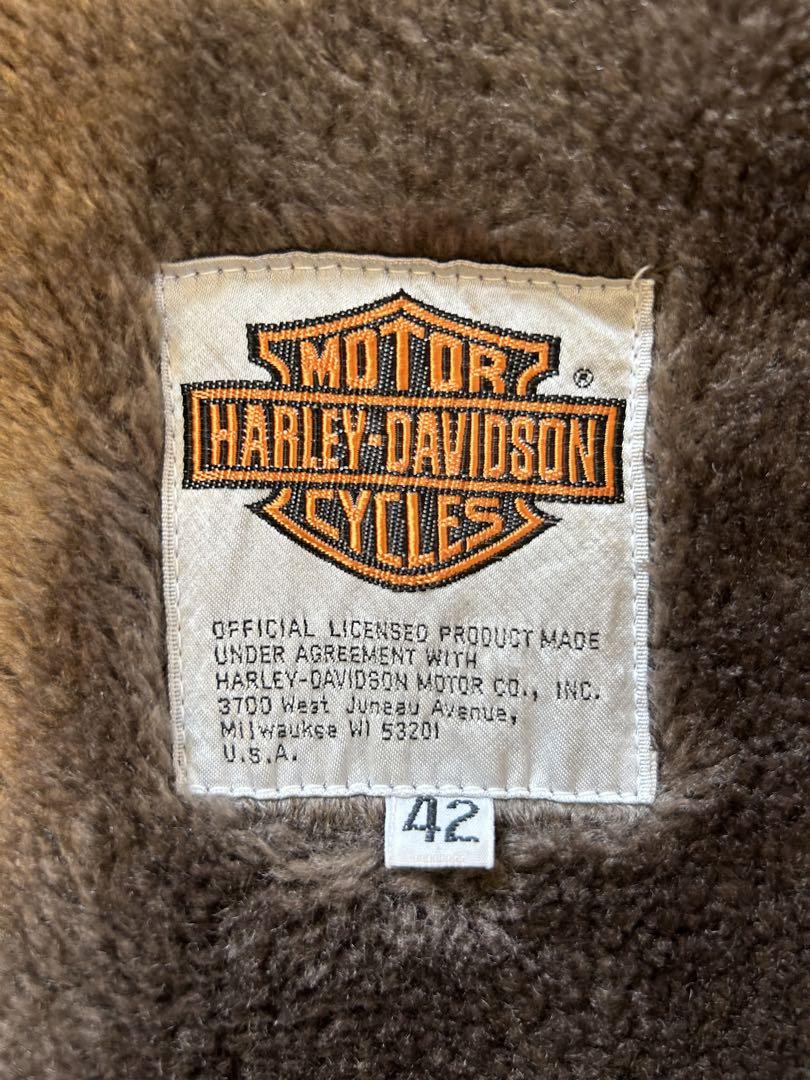 MOTOR
®
HARLEY-DAVIDSON
CYCLES
OFFICIAL LICENSED PRODUCT MADE
UNDER AGREEMENT WITH
HARLEY-DAVIDSON MOTOR CO., INC.
3700 West Juneau Avenue,
Milwaukee WI 53201
U.S.A.
42